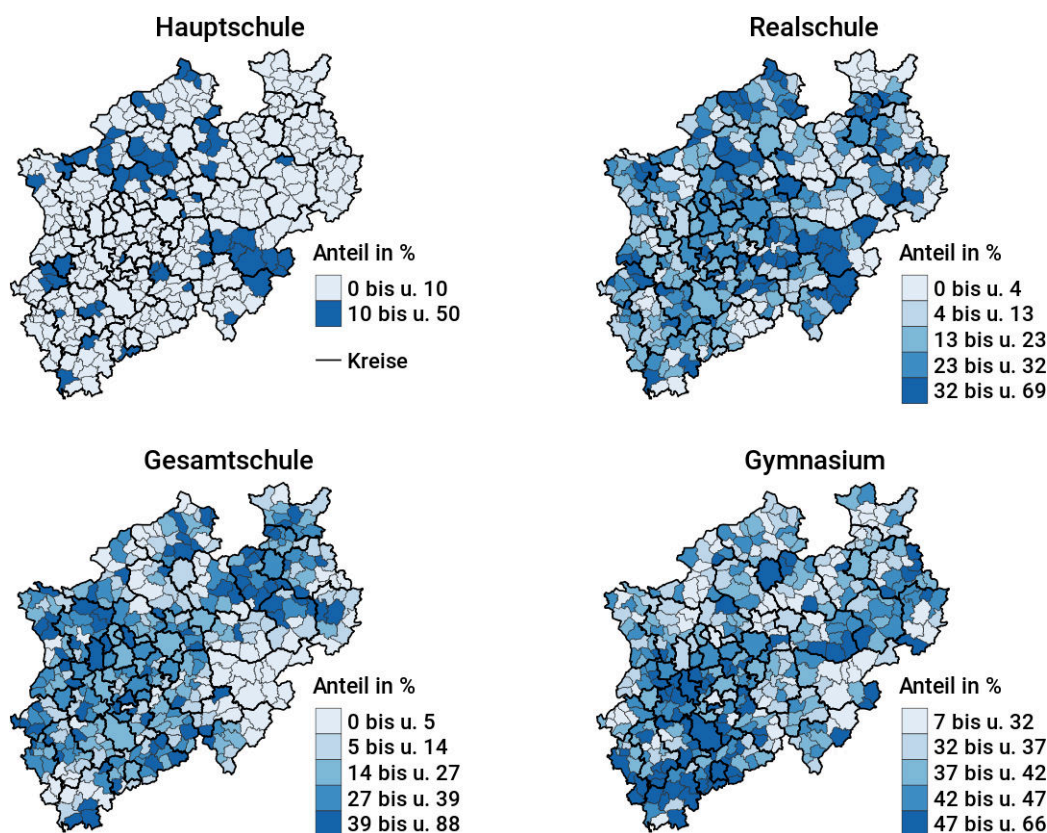 Hauptschule
Anteil in %
0 bis u. 10
10 bis u. 50
Kreise
Realschule
Anteil in %
0 bis u. 4
4 bis u. 13
13 bis u. 23
23 bis u. 32
32 bis u. 69
Gesamtschule
Anteil in %
0 bis u. 5
5 bis u. 14
14 bis u. 27
27 bis u. 39
39 bis u. 88
Gymnasium
Anteil in %
7 bis u. 32
32 bis u. 37
37 bis u. 42
42 bis u. 47
47 bis u. 66